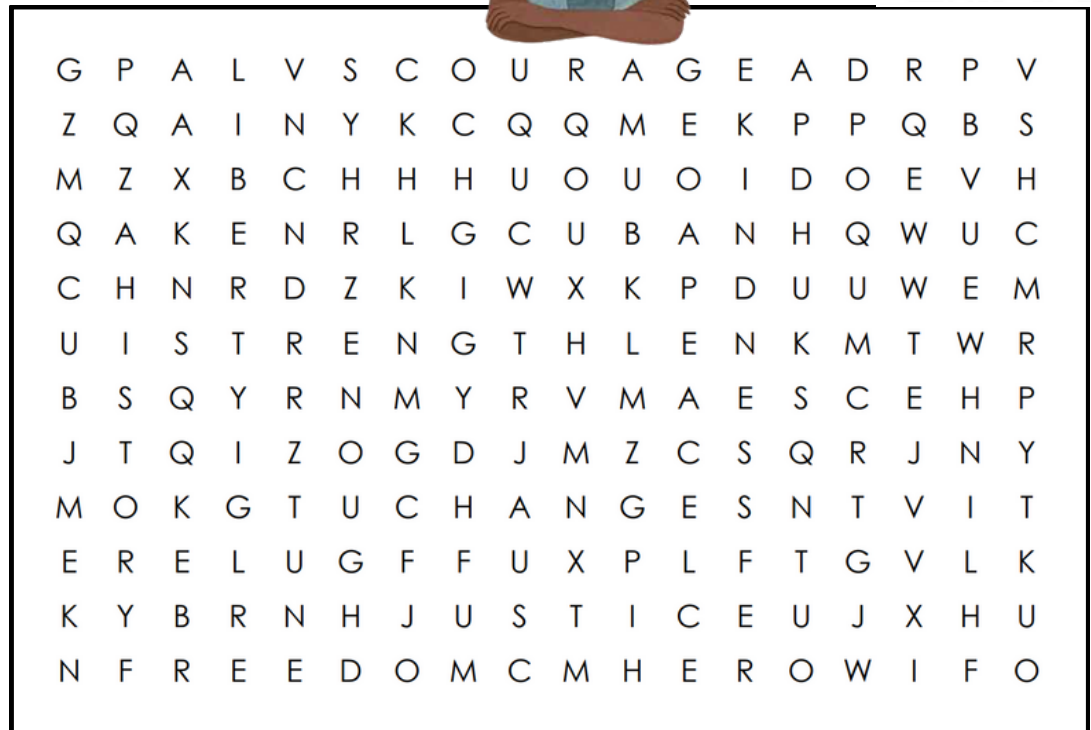 G P A L V S C O U R A G E A D R P V
Z Q A I N Y K C Q Q M E K P P Q B S
M Z X B C H H H U O U O I D O E V H
Q A K E N R L G C U B A N H Q W U C
C H N R D Z K I W X K P D U U W E M
U I S T R E N G T H L E N K M T W R
B S Q Y R N M Y R V M A E S C E H P
J T Q I Z O G D J M Z C S Q R J N Y
M O K G T U C H A N G E S N T V I T
E R E L U G F F U X P L F T G V L K
K Y B R N H J U S T I C E U J X H U
N F R E E D O M C M H E R O W I F O